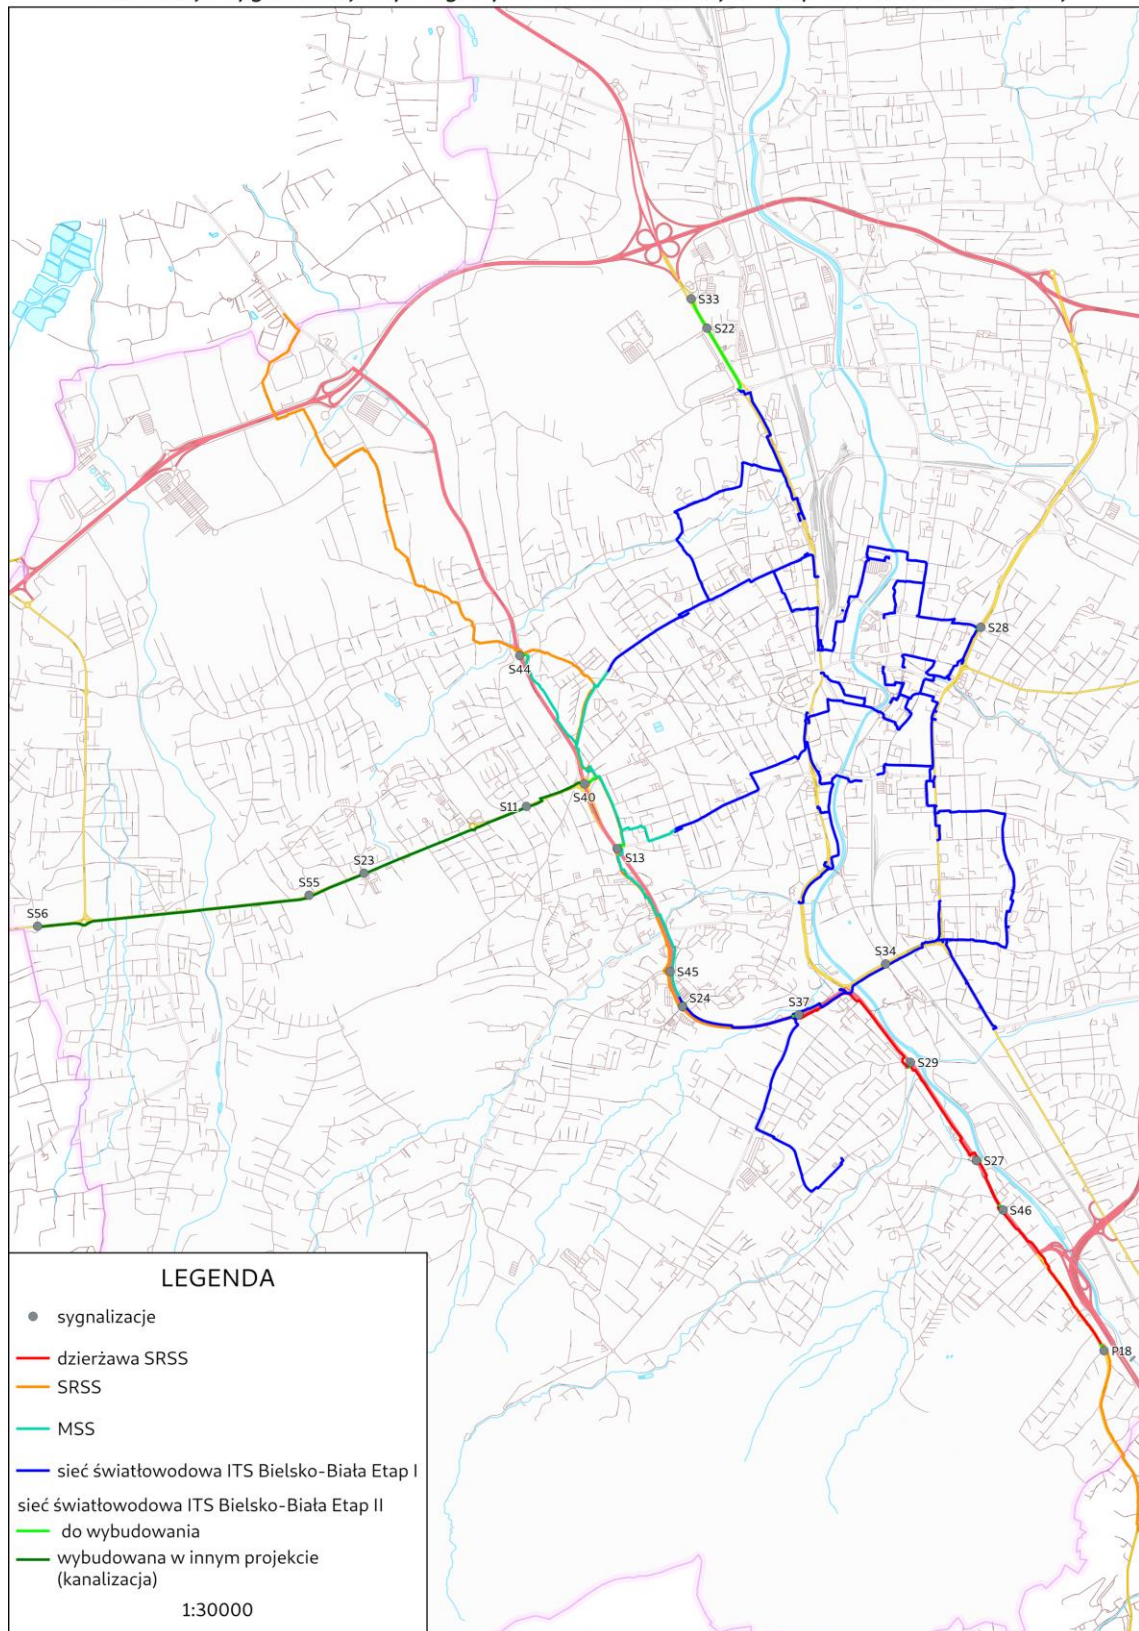 S33
S22
S28
S44
S40
S11
S13
S23
S55
S56
S45
S34
S24
S37
S29
S27
S46
P18
LEGENDA
sygnalizacje
dzierżawa SRSS
SRSS
MSS
sieć światłowodowa ITS Bielsko-Biała Etap I
sieć światłowodowa ITS Bielsko-Biała Etap II
do wybudowania
wybudowana w innym projekcie
(kanalizacja)
1:30000